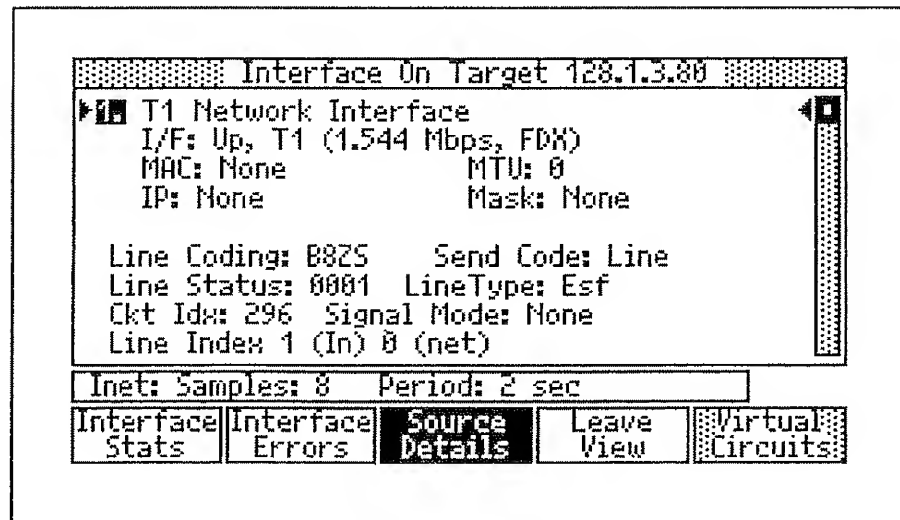 Interface On Target 128.1.3.80
T1 Network Interface
I/F: Up, T1 (1.544 Mbps, FDX)
MAC: None MTU: 0
IP: None Mask: None
Line Coding: B8ZS Send Code: Line
Line Status: 0001 LineType: Esf
Ckt Idx: 296 Signal Mode: None
Line Index 1 (In) 0 (net)
Inet: Samples: 8 Period: 2 sec
Interface Stats
Interface Errors
Source Details
Leave View
Virtual Circuits